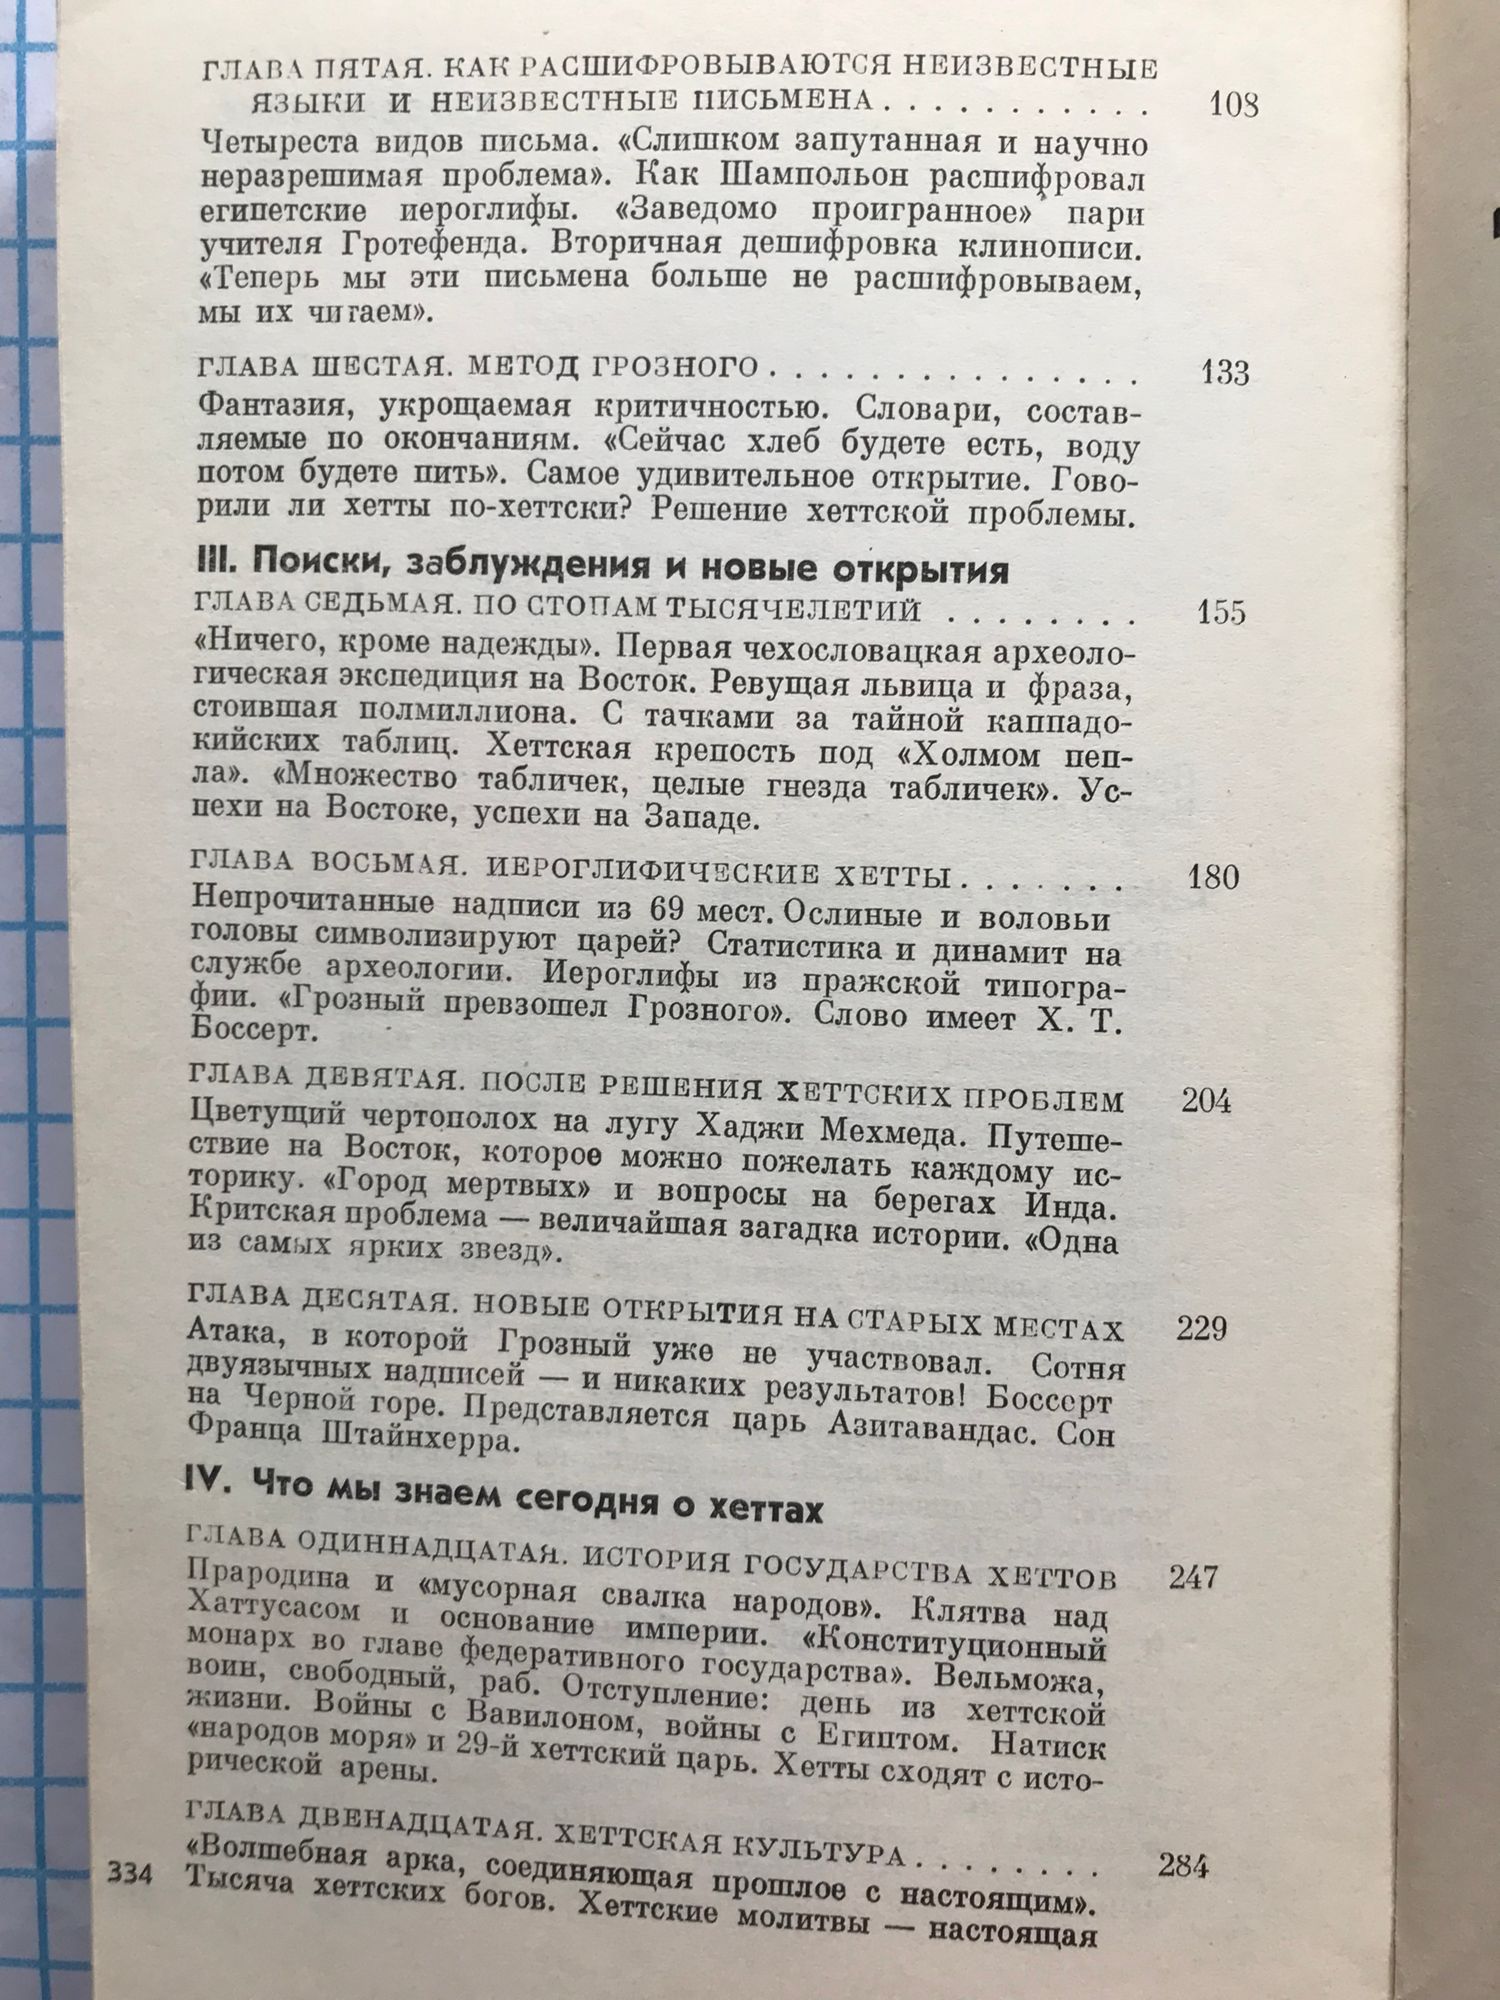 ГЛАВА ПЯТАЯ. КАК РАСШИФРОВЫВАЮТСЯ НЕИЗВЕСТНЫЕ
ЯЗЫКИ И НЕИЗВЕСТНЫЕ ПИСЬМЕНА . . . . . . . . . . . 108
Четыреста видов письма. «Слишком запутанная и научно
неразрешимая проблема». Как Шампольон расшифровал
египетские иероглифы. «Заведомо проигранное» пари
учителя Гротефенда. Вторичная дешифровка клинописи.
«Теперь мы эти письмена больше не расшифровываем,
мы их читаем».
ГЛАВА ШЕСТАЯ. МЕТОД ГРОЗНОГО . . . . . . . . . . . . . . . 133
Фантазия, укрощаемая критичностью. Словари, состав-
ляемые по окончаниям. «Сейчас хлеб будете есть, воду
потом будете пить». Самое удивительное открытие. Гово-
рили ли хетты по-хеттски? Решение хеттской проблемы.
III. Поиски, заблуждения и новые открытия
ГЛАВА СЕДЬМАЯ. ПО СТОПАМ ТЫСЯЧЕЛЕТИЙ . . . . . . . . 155
«Ничего, кроме надежды». Первая чехословацкая археоло-
гическая экспедиция на Восток. Ревущая львица и фраза,
стоившая полмиллиона. С тачками за тайной каппадо-
кийских таблиц. Хеттская крепость под «Холмом пеп-
ла». «Множество табличек, целые гнезда табличек». Ус-
пехи на Востоке, успехи на Западе.
ГЛАВА ВОСЬМАЯ. ИЕРОГЛИФИЧЕСКИЕ ХЕТТЫ . . . . . . . 180
Непрочитанные надписи из 69 мест. Ослиные и воловьи
головы символизируют царей? Статистика и динамит на
службе археологии. Иероглифы из пражской типогра-
фии. «Грозный превзошел Грозного». Слово имеет Х. Т.
Боссерт.
ГЛАВА ДЕВЯТАЯ. ПОСЛЕ РЕШЕНИЯ ХЕТТСКИХ ПРОБЛЕМ 204
Цветущий чертополох на лугу Хаджи Мехмеда. Путеше-
ствие на Восток, которое можно пожелать каждому ис-
торику. «Город мертвых» и вопросы на берегах Инда.
Критская проблема — величайшая загадка истории. «Одна
из самых ярких звезд».
ГЛАВА ДЕСЯТАЯ. НОВЫЕ ОТКРЫТИЯ НА СТАРЫХ МЕСТАХ 229
Атака, в которой Грозный уже не участвовал. Сотня
двуязычных надписей — и никаких результатов! Боссерт
на Черной горе. Представляется царь Азитавандас. Сон
Франца Штайнхерра.
IV. Что мы знаем сегодня о хеттах
ГЛАВА ОДИННАДЦАТАЯ. ИСТОРИЯ ГОСУДАРСТВА ХЕТТОВ 247
Прародина и «мусорная свалка народов». Клятва над
Хаттусасом и основание империи. «Конституционный
монарх во главе федеративного государства». Вельможа,
воин, свободный, раб. Отступление: день из хеттской
жизни. Войны с Вавилоном, войны с Египтом. Натиск
«народов моря» и 29-й хеттский царь. Хетты сходят с исто-
рической арены.
ГЛАВА ДВЕНАДЦАТАЯ. ХЕТТСКАЯ КУЛЬТУРА . . . . . . . . 284
«Волшебная арка, соединяющая прошлое с настоящим».
334 Тысяча хеттских богов. Хеттские молитвы — настоящая